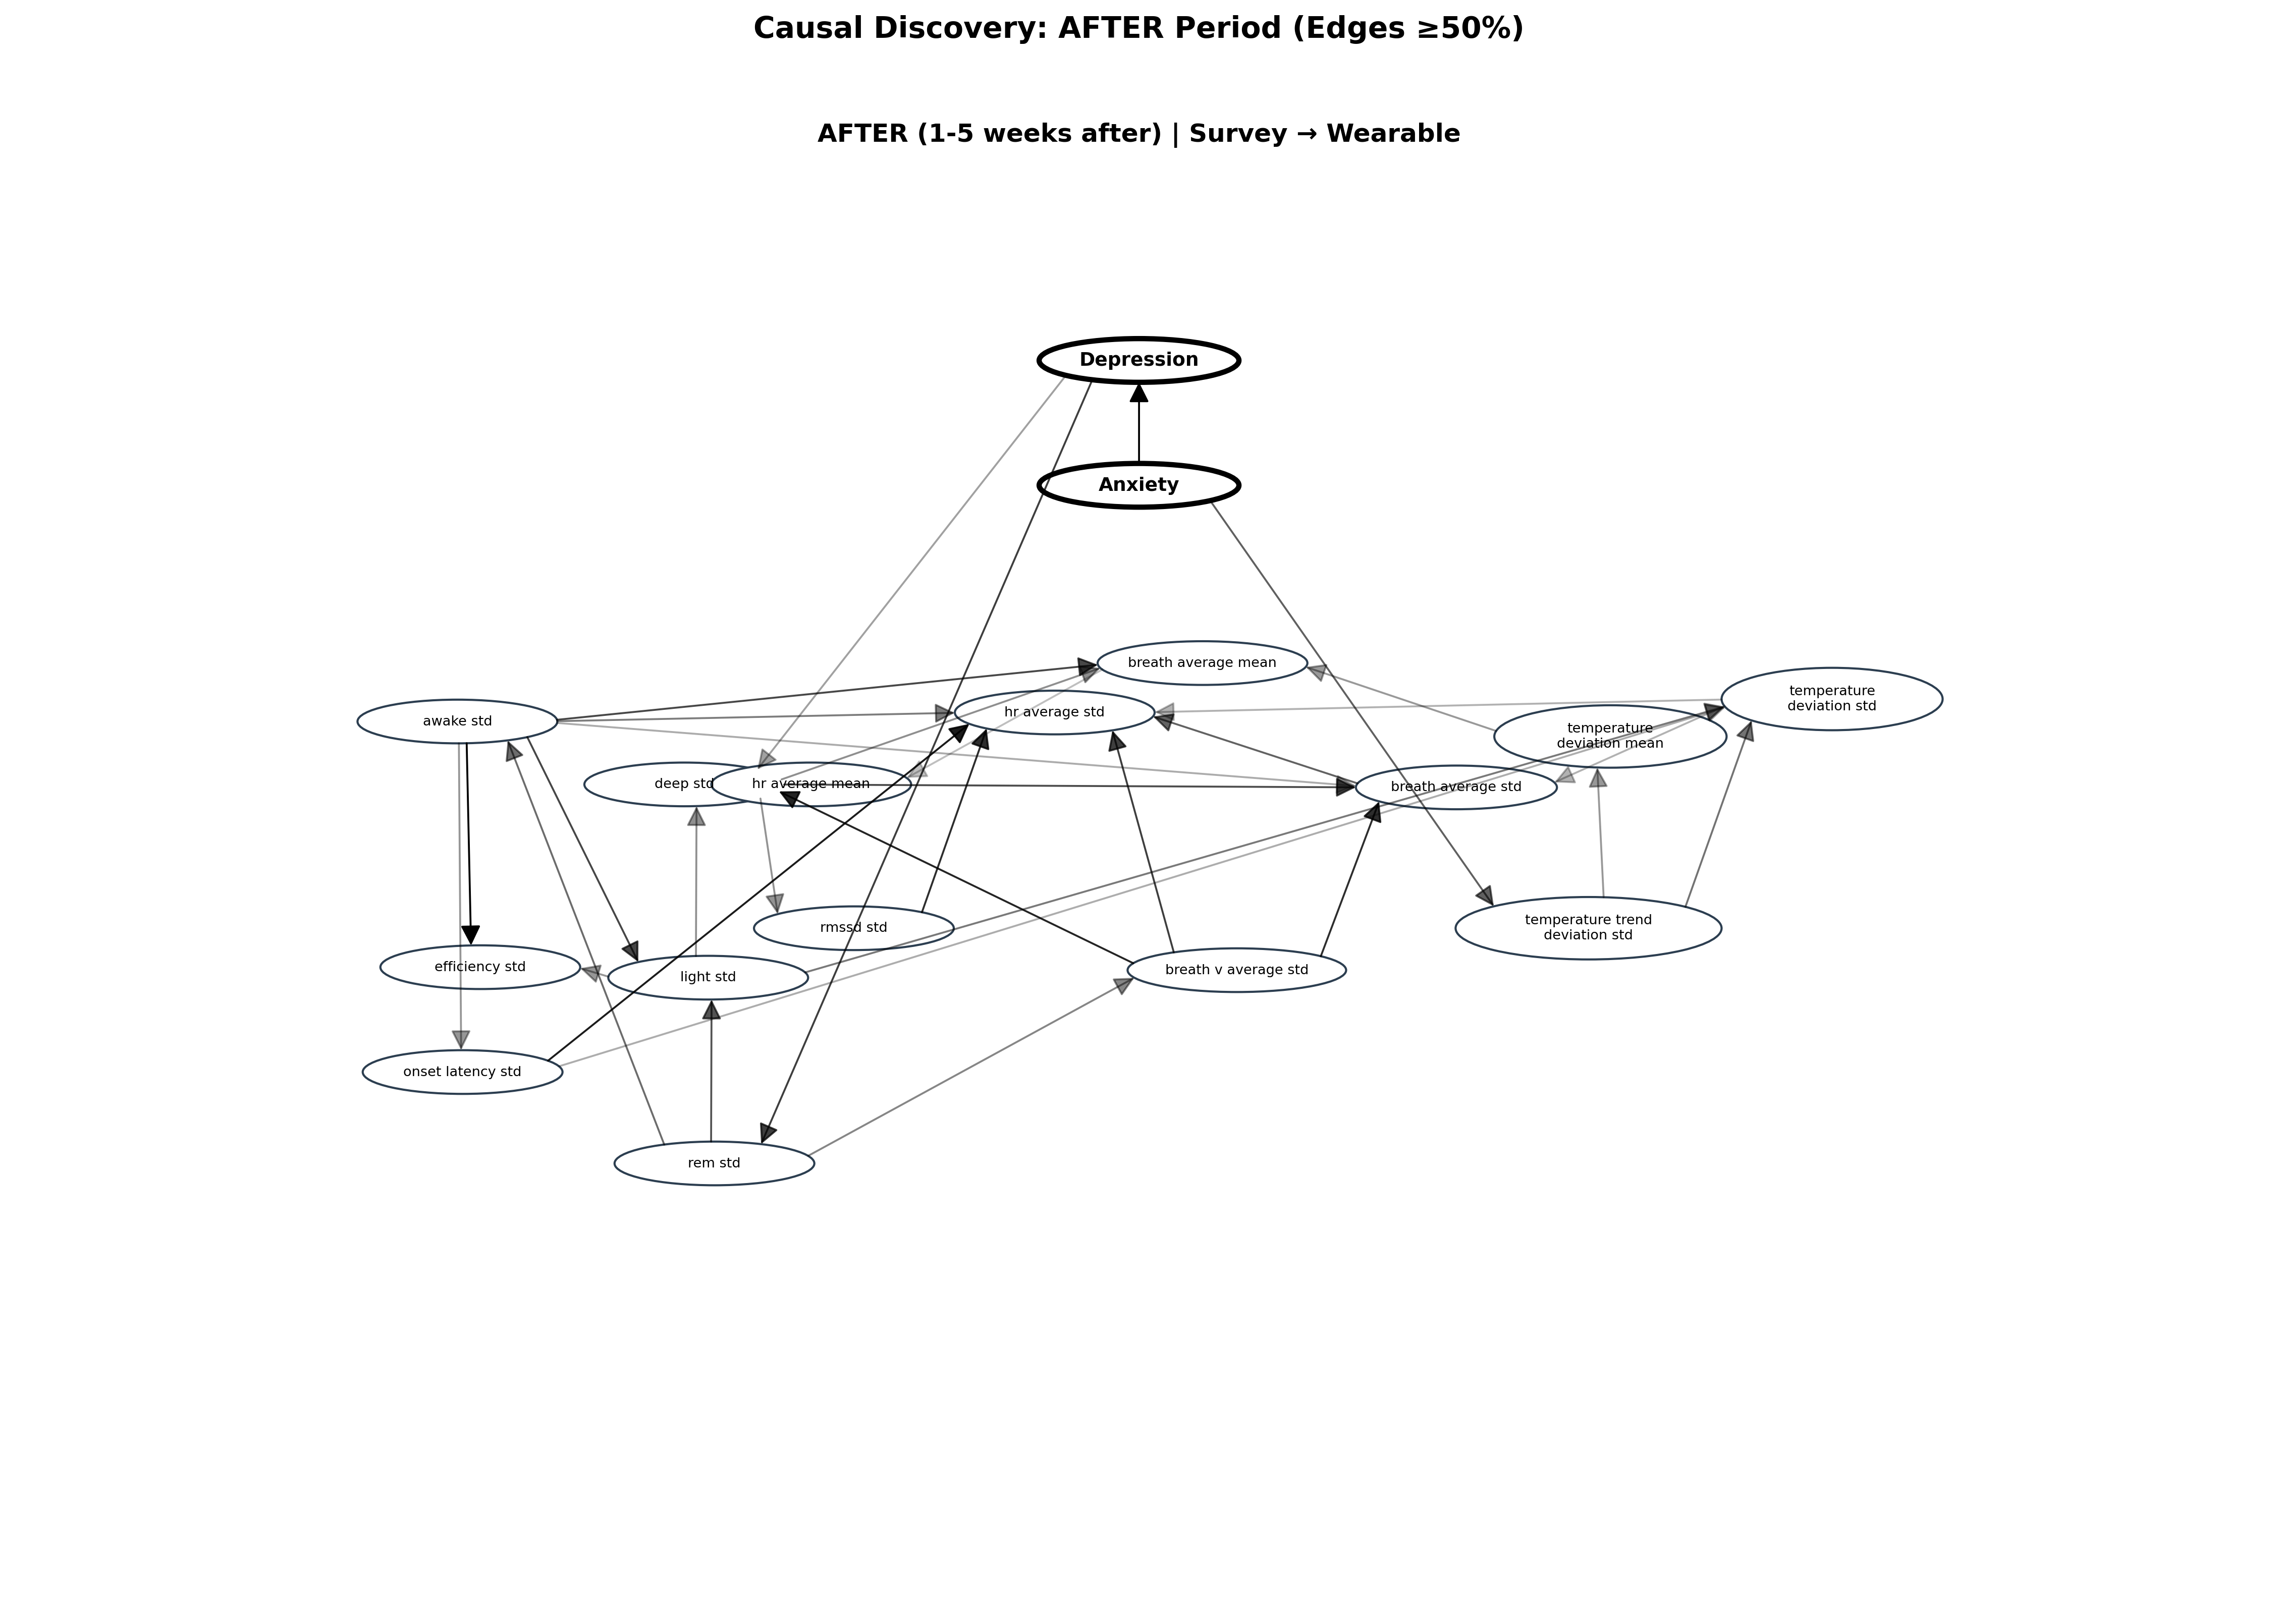 Causal Discovery: AFTER Period (Edges ≥50%)
AFTER (1-5 weeks after) | Survey → Wearable
Depression
Anxiety
breath average mean
temperature
deviation std
hr average std
awake std
temperature
deviation mean
deep std
hr average mean
breath average std
temperature trend
deviation std
rmssd std
efficiency std
light std
breath v average std
onset latency std
rem std